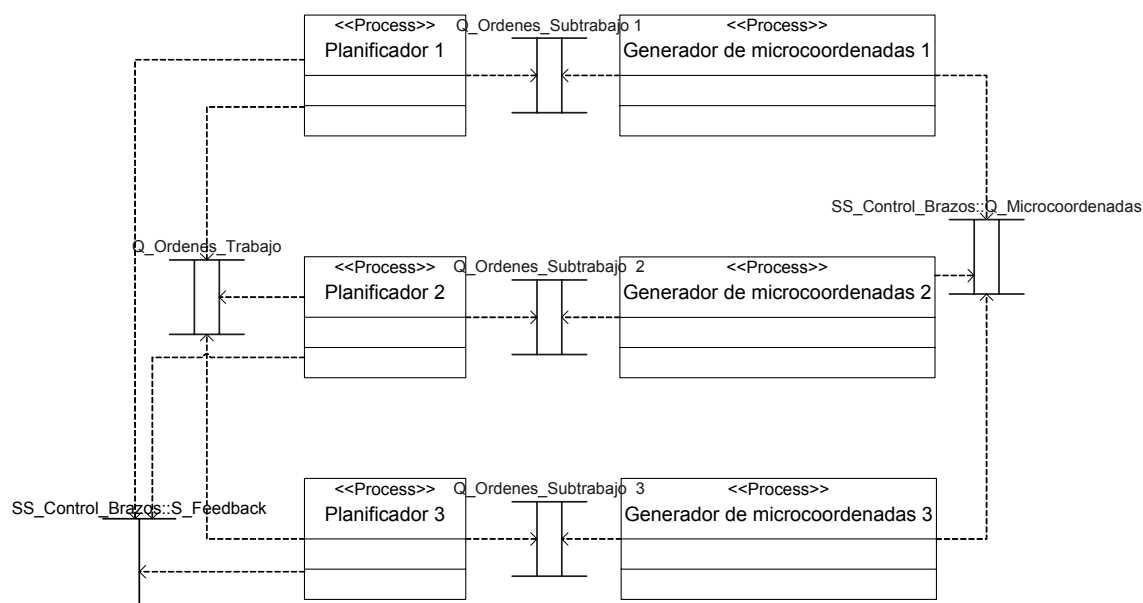 <<Process>>
Planificador 1
Q_Ordenes_Subtrabajo 1
<<Process>>
Generador de microcoordenadas 1
SS_Control_Brazos::Q_Microcoordenadas
Q_Ordenes_Trabajo
<<Process>>
Planificador 2
Q_Ordenes_Subtrabajo 2
<<Process>>
Generador de microcoordenadas 2
<<Process>>
Planificador 3
Q_Ordenes_Subtrabajo 3
<<Process>>
Generador de microcoordenadas 3
SS_Control_Brazos::S_Feedback